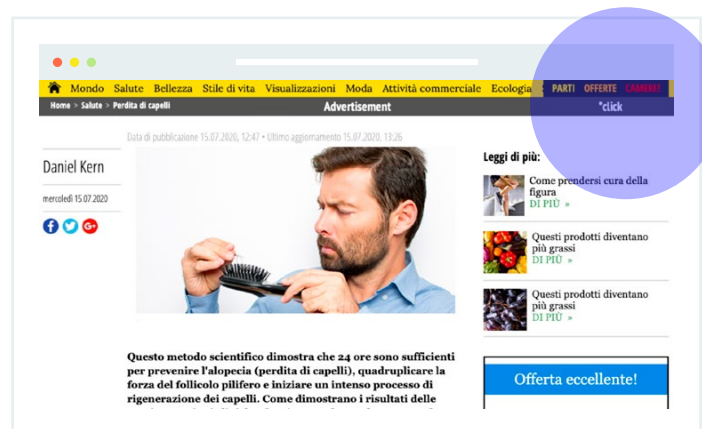 Mondo Salute Bellezza Stile di vita Visualizzazioni Moda Attività commerciale Ecologia PARTI OFFERTE
Home > Salute > Perdita di capelli Advertisement *click
Data di pubblicazione 15.07.2020, 12:47 • Ultimo aggiornamento 15.07.2020, 13:26
Daniel Kern
mercoledì 15.07.2020
Leggi di più:
Come prendersi cura della
figura
DI PIÙ »
Questi prodotti diventano
più grassi
DI PIÙ »
Questi prodotti diventano
più grassi
DI PIÙ »
Questo metodo scientifico dimostra che 24 ore sono sufficienti
per prevenire l'alopecia (perdita di capelli), quadruplicare la
forza del follicolo pilifero e iniziare un intenso processo di
rigenerazione dei capelli. Come dimostrano i risultati delle
Offerta eccellente!